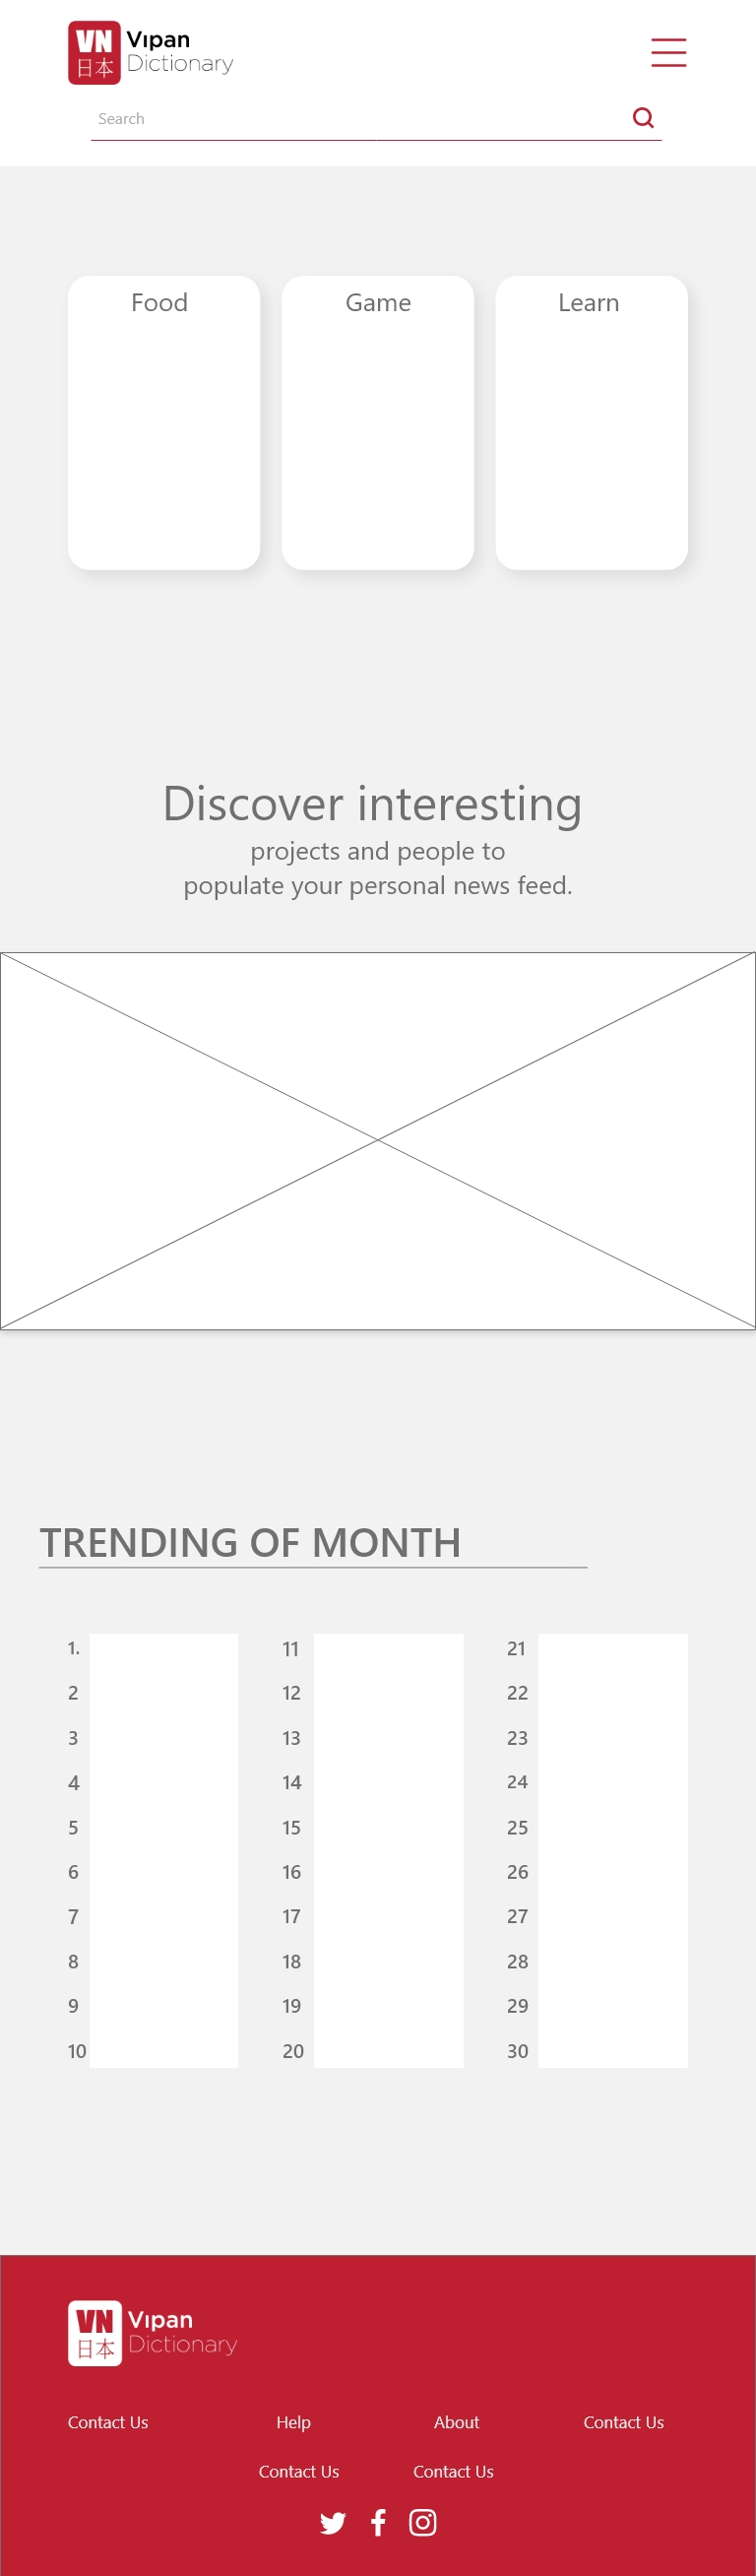 VN
日本
Vıpan
Dictionary
Search
Food
Game
Learn
Discover interesting
projects and people to
populate your personal news feed.
TRENDING OF MONTH
1.
2
3
4
5
6
7
8
9
10
11
12
13
14
15
16
17
18
19
20
21
22
23
24
25
26
27
28
29
30
VN
日本
Vıpan
Dictionary
Contact Us
Help
About
Contact Us
Contact Us
Contact Us